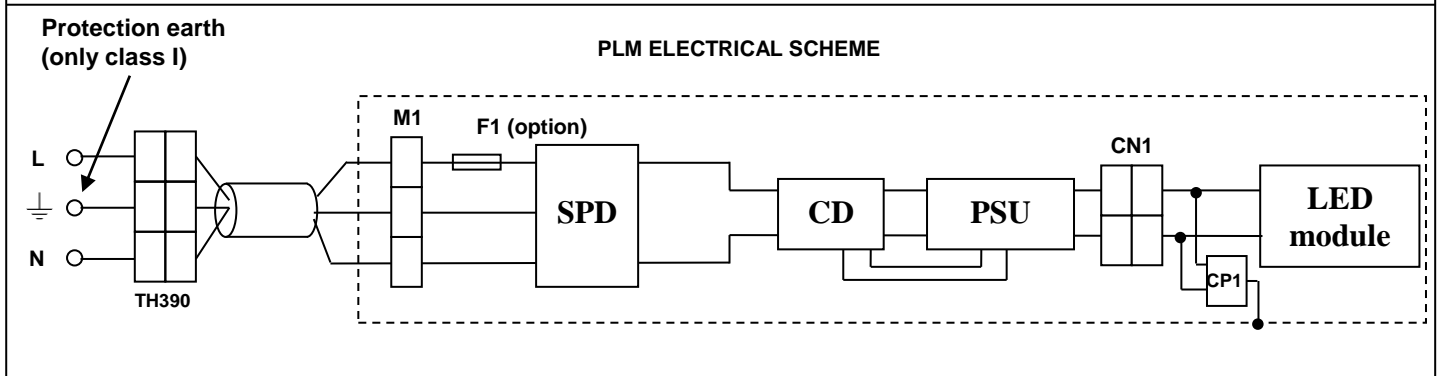 Protection earth
(only class I)
PLM ELECTRICAL SCHEME
M1
F1 (option)
CN1
L
N
TH390
SPD
CD
PSU
LED
module
CP1